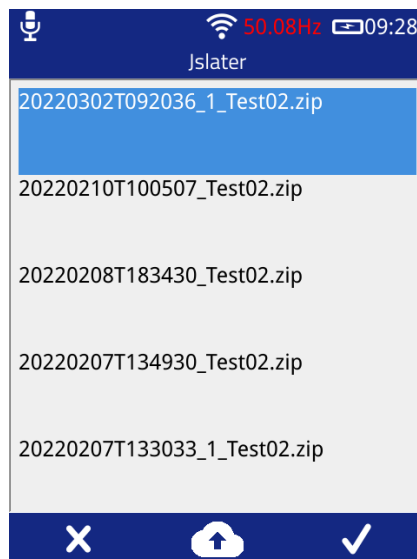 50.08Hz 09:28
Jslater
20220302T092036_1_Test02.zip
20220210T100507_Test02.zip
20220208T183430_Test02.zip
20220207T134930_Test02.zip
20220207T133033_1_Test02.zip